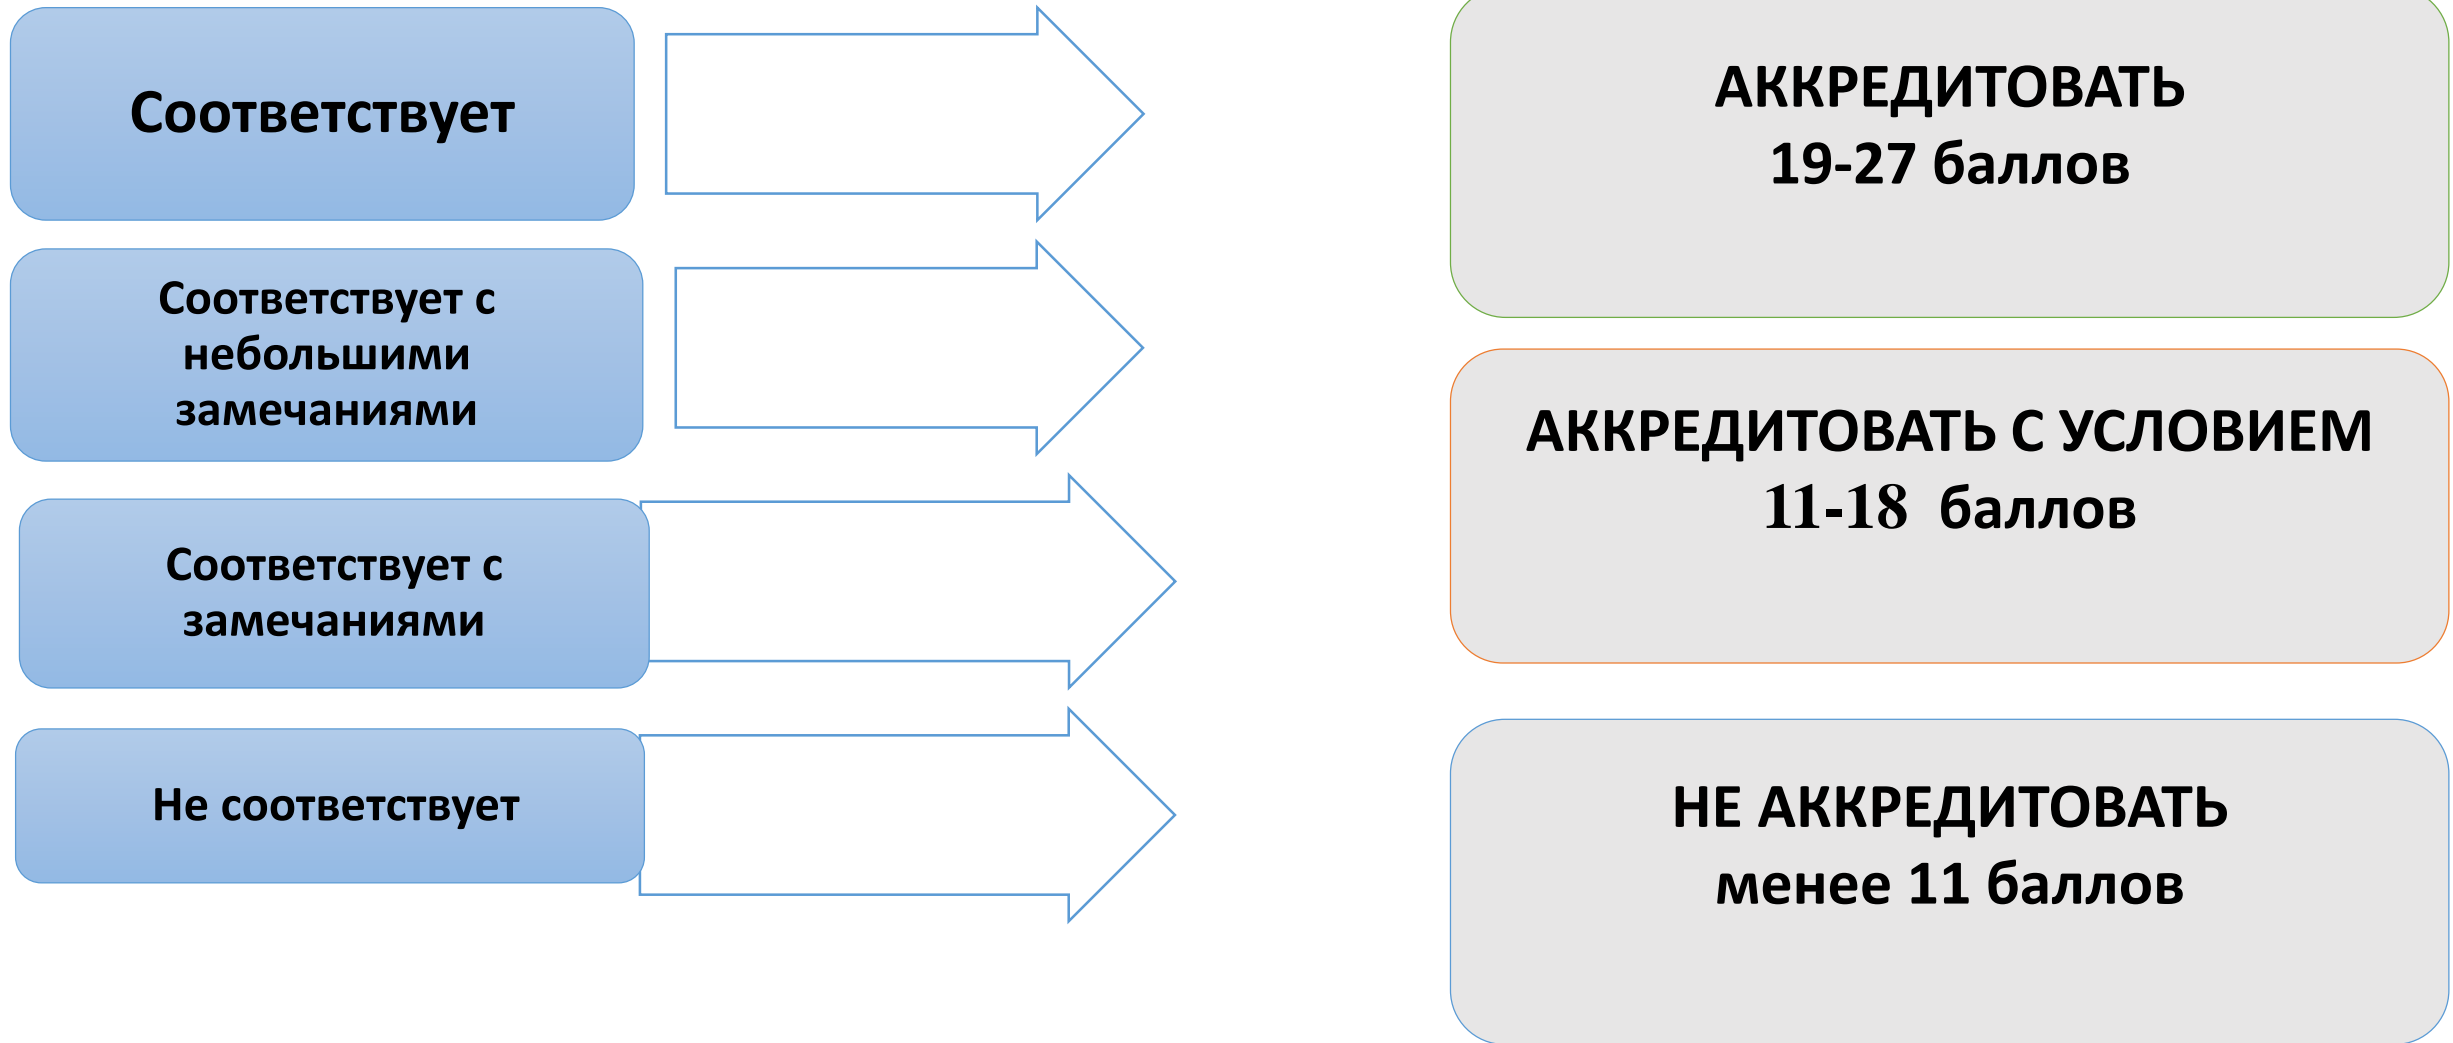 Соответствует
Соответствует с
небольшими
замечаниями
Соответствует с
замечаниями
Не соответствует
АККРЕДИТОВАТЬ
19-27 баллов
АККРЕДИТОВАТЬ С УСЛОВИЕМ
11-18 баллов
НЕ АККРЕДИТОВАТЬ
менее 11 баллов